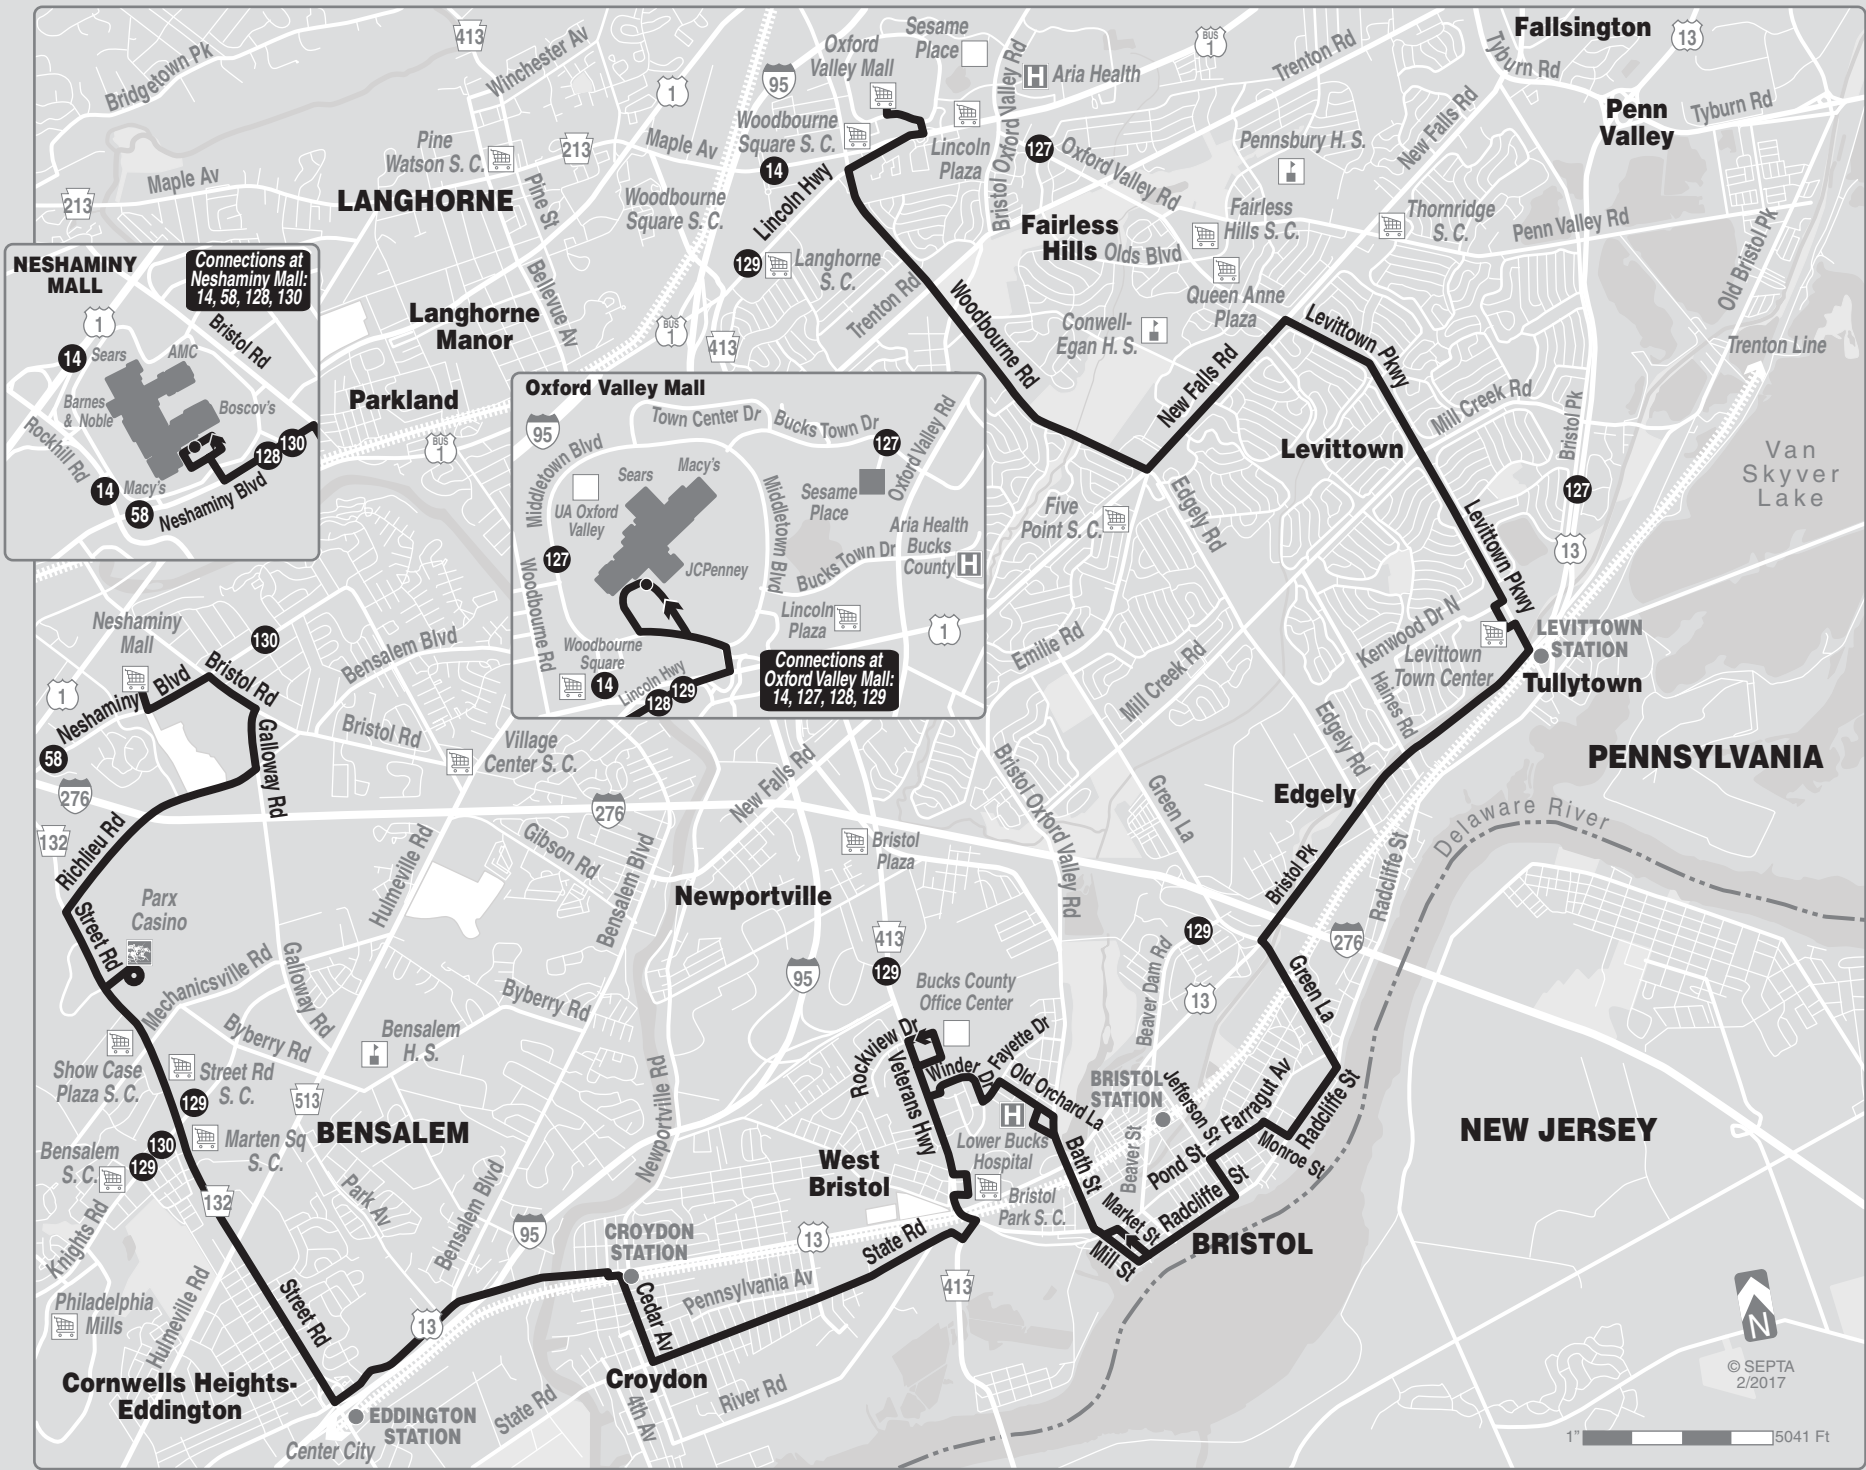 413
Bridgetown Pk
Winchester Av
1
95
Oxford
Valley Mall
Sesame
Place
Bristol Oxford Valley Rd
H
Aria Health
BUS
1
Trenton Rd
Fallsington
13
Tyburn Rd
Penn
Valley
Tyburn Rd
Pine
Watson S. C.
213
Maple Av
Woodbourne
Square S. C.
14
Lincoln
Plaza
127
Oxford Valley Rd
Pennsbury H. S.
New Falls Rd
Maple Av
213
LANGHORNE
Pine St
Woodbourne
Square S. C.
Lincoln Hwy
Fairless
Hills
Olds Blvd
Fairless
Hills S. C.
Thornridge
S. C.
Penn Valley Rd
Old Bristol Pk
129
Langhorne
S. C.
Trenton Rd
Woodbourne Rd
Queen Anne
Plaza
Conwell-
Egan H. S.
Levittown Pkwy
Trenton Line
NESHAMINY
MALL
Connections at
Neshaminy Mall:
14, 58, 128, 130
1
Bristol Rd
14
Sears
AMC
Barnes
& Noble
Boscov's
Rockhill Rd
128
130
14
Macy's
58
Neshaminy Blvd
Langhorne
Manor
Bellevue Av
BUS
1
413
Parkland
BUS
1
New Falls Rd
Mill Creek Rd
Bristol Pk
Levittown
Van
Skyver
Lake
127
13
Oxford Valley Mall
95
Town Center Dr
Bucks Town Dr
127
Oxford Valley Rd
Middletown Blvd
Sears
Macy's
Middletown Blvd
Sesame
Place
UA Oxford
Valley
Aria Health
Bucks
County
H
127
JCPenney
Bucks Town Dr
Woodbourne Rd
Lincoln
Plaza
1
Woodbourne
Square
14
Lincoln Hwy
128
129
Connections at
Oxford Valley Mall:
14, 127, 128, 129
Five
Point S. C.
Edgely Rd
Levittown Pkwy
Levittown Pkwy
Kenwood Dr N
LEVITTOWN
STATION
Levittown
Town Center
Tullytown
Emilie Rd
Mill Creek Rd
Edgely Rd
Haines Rd
Neshaminy
Mall
130
Bensalem Blvd
1
Neshaminy Blvd
Bristol Rd
58
Galloway Rd
Bristol Rd
Village
Center S. C.
276
132
276
New Falls Rd
Bristol Oxford Valley Rd
Green La
Edgely
PENNSYLVANIA
Delaware River
Richlieu Rd
Hulmeville Rd
Gibson Rd
Bensalem Blvd
Bristol
Plaza
Bristol Pk
Radcliffe St
Parx
Casino
Street Rd
Newportville
413
129
129
276
Mechanicsville Rd
Galloway Rd
Byberry Rd
95
Bucks County
Office Center
Beaver Dam Rd
13
Green La
Byberry Rd
Bensalem
H. S.
Show Case
Plaza S. C.
Street Rd
S. C.
129
513
Newportville Rd
Rockview Dr
Veterans Hwy
Winder Dr
Fayette Dr
Old Orchard La
H
Lower Bucks
Hospital
BRISTOL
STATION
Jefferson St
Farragut Av
Radcliffe St
Monroe St
Pond St
NEW JERSEY
BENSALEM
Marten Sq
S. C.
Bensalem
S. C.
130
129
132
Knights Rd
Park Av
Bensalem Blvd
95
West
Bristol
Bristol
Park S. C.
Bath St
Beaver St
Market St
Radcliffe St
Mill St
BRISTOL
CROYDON
STATION
13
State Rd
Pennsylvania Av
413
Cedar Av
Philadelphia
Mills
Hulmeville Rd
Street Rd
13
Cornwells Heights-
Eddington
EDDINGTON
STATION
Center City
State Rd
Croydon
4th Av
River Rd
N
© SEPTA
2/2017
1"
5041 Ft